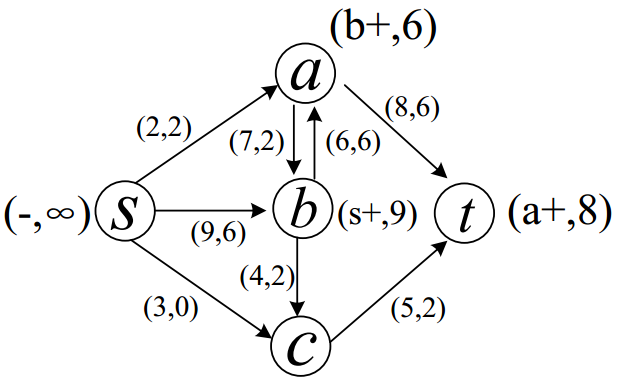 (b+,6)
a
(2,2)
(8,6)
(7,2)
(6,6)
(-,∞)
s
b
(s+,9)
t
(a+,8)
(9,6)
(4,2)
(3,0)
(5,2)
c